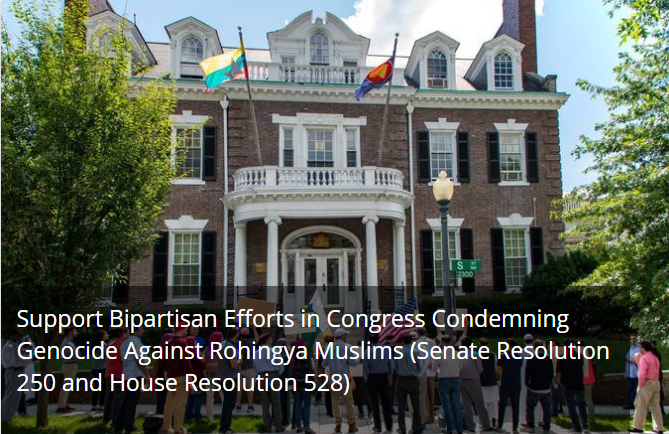 S ST
2300
Support Bipartisan Efforts in Congress Condemning
Genocide Against Rohingya Muslims (Senate Resolution
250 and House Resolution 528)